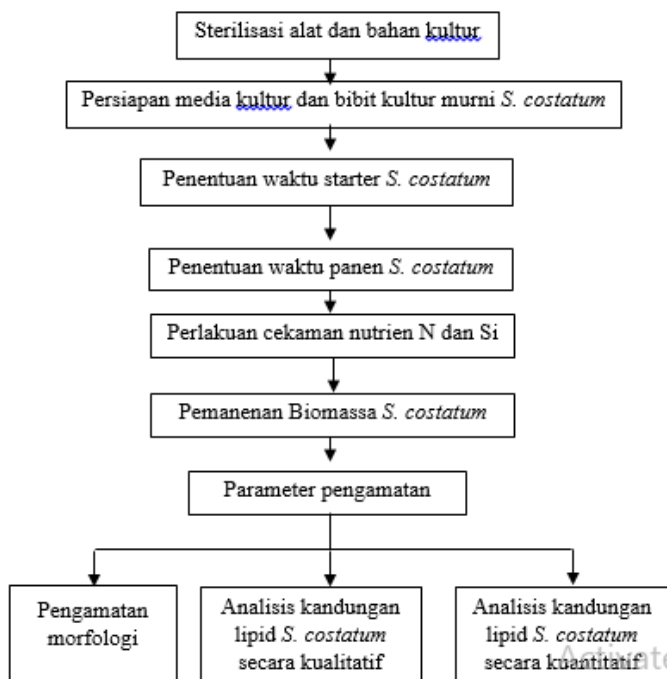 Sterilisasi alat dan bahan kultur
Persiapan media kultur dan bibit kultur murni S. costatum
Penentuan waktu starter S. costatum
Penentuan waktu panen S. costatum
Perlakuan cekaman nutrien N dan Si
Pemanenan Biomassa S. costatum
Parameter pengamatan
Pengamatan
morfologi
Analisis kandungan
lipid S. costatum
secara kualitatif
Analisis kandungan
lipid S. costatum
secara kuantitatif
Activate